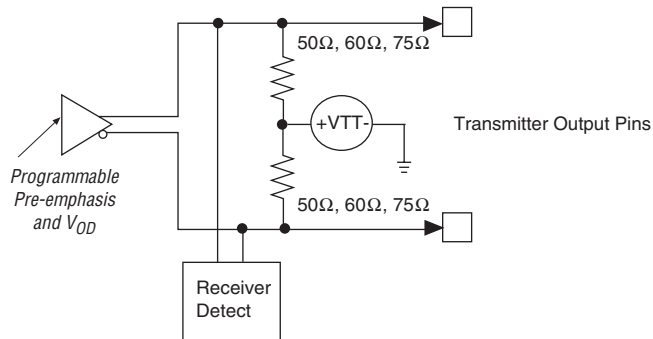 50Ω, 60Ω, 75Ω
+VTT-
Transmitter Output Pins
Programmable
Pre-emphasis
and VOD
50Ω, 60Ω, 75Ω
Receiver
Detect